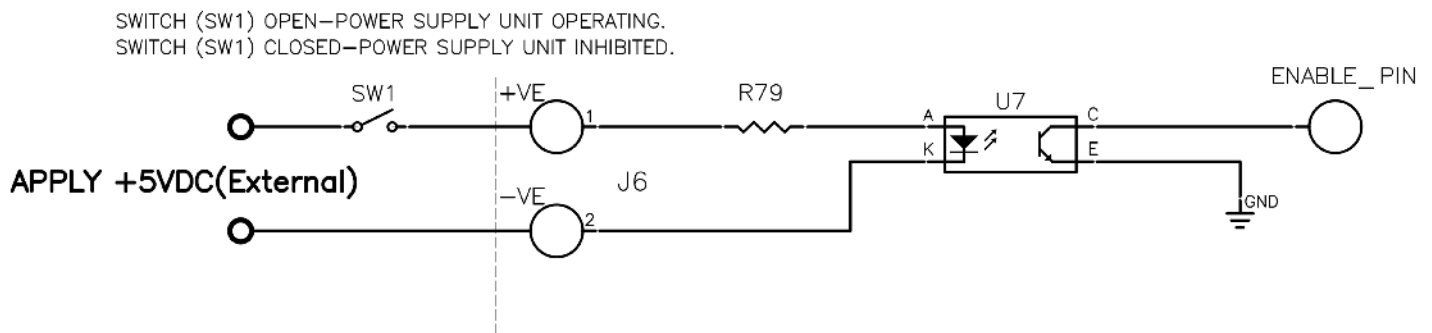 SWITCH (SW1) OPEN-POWER SUPPLY UNIT OPERATING.
SWITCH (SW1) CLOSED-POWER SUPPLY UNIT INHIBITED.
ENABLE_PIN
SW1
+VE
R79
U7
1
A
C
K
E
APPLY +5VDC(External)
J6
-VE
GND
2